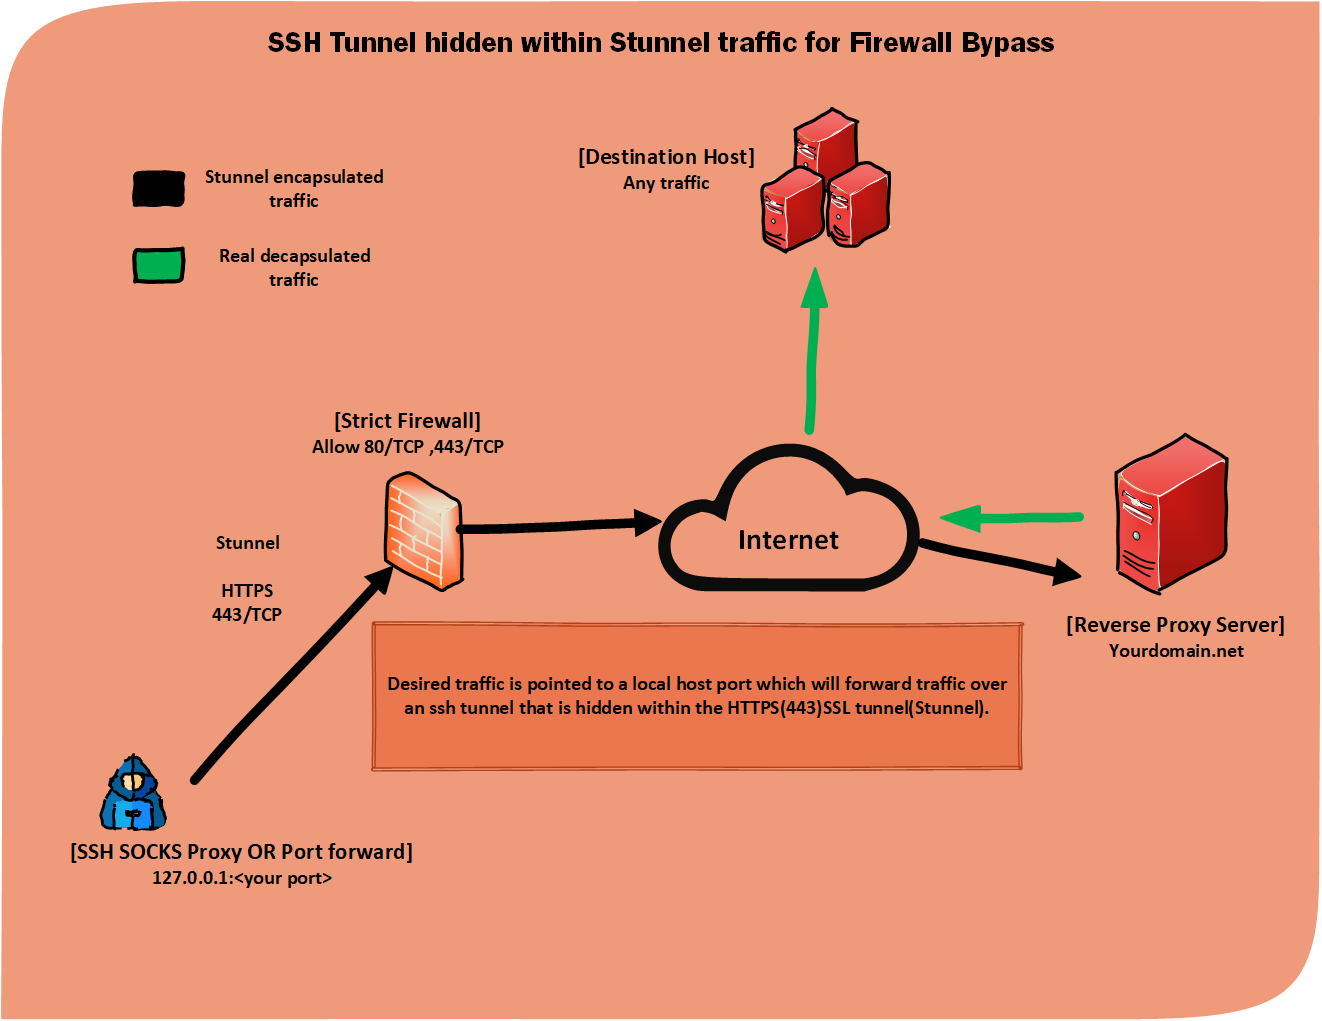 SSH Tunnel hidden within Stunnel traffic for Firewall Bypass
[Destination Host]
Any traffic
Stunnel encapsulated
traffic
Real decapsulated
traffic
[Strict Firewall]
Allow 80/TCP ,443/TCP
Stunnel
HTTPS
443/TCP
Internet
[Reverse Proxy Server]
Yourdomain.net
Desired traffic is pointed to a local host port which will forward traffic over
an ssh tunnel that is hidden within the HTTPS(443)SSL tunnel(Stunnel).
[SSH SOCKS Proxy OR Port forward]
127.0.0.1:<your port>